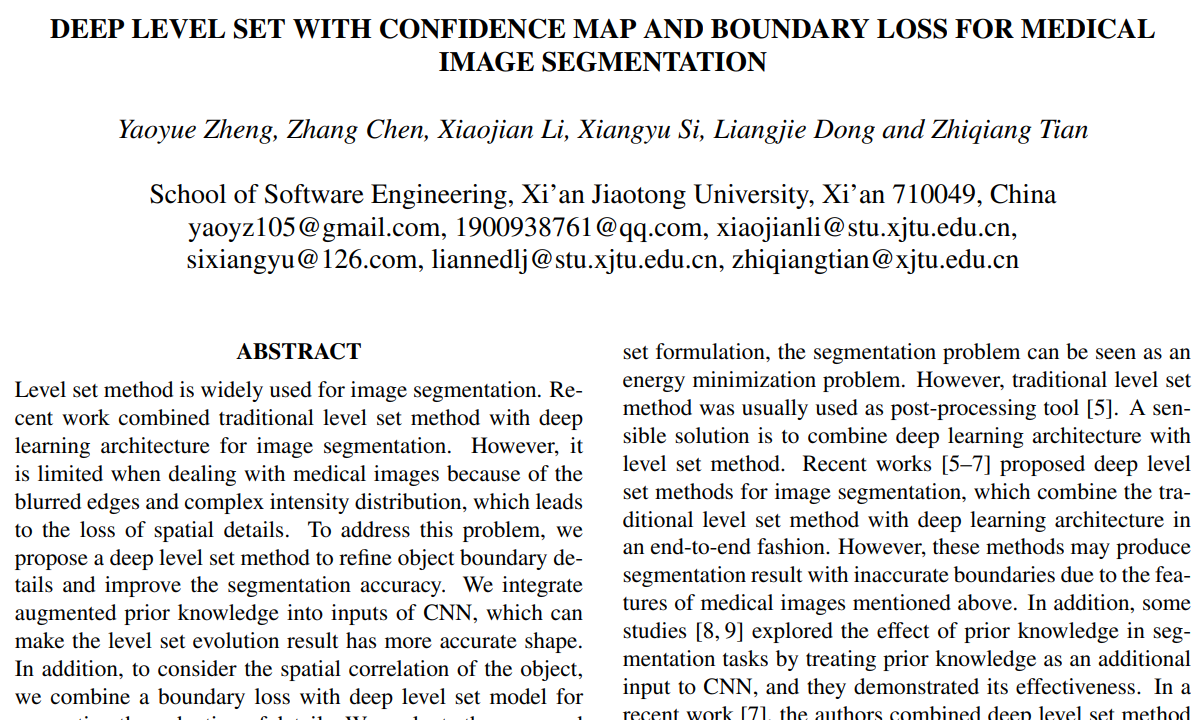 DEEP LEVEL SET WITH CONFIDENCE MAP AND BOUNDARY LOSS FOR MEDICAL
IMAGE SEGMENTATION
Yaoyue Zheng, Zhang Chen, Xiaojian Li, Xiangyu Si, Liangjie Dong and Zhiqiang Tian
School of Software Engineering, Xi'an Jiaotong University, Xi'an 710049, China
yaoyz105@gmail.com, 1900938761@qq.com, xiaojianli@stu.xjtu.edu.cn,
sixiangyu@126.com, liannedlj@stu.xjtu.edu.cn, zhiqiangtian@xjtu.edu.cn
ABSTRACT
Level set method is widely used for image segmentation. Re-
cent work combined traditional level set method with deep
learning architecture for image segmentation. However, it
is limited when dealing with medical images because of the
blurred edges and complex intensity distribution, which leads
to the loss of spatial details. To address this problem, we
propose a deep level set method to refine object boundary de-
tails and improve the segmentation accuracy. We integrate
augmented prior knowledge into inputs of CNN, which can
make the level set evolution result has more accurate shape.
In addition, to consider the spatial correlation of the object,
we combine a boundary loss with deep level set model for
set formulation, the segmentation problem can be seen as an
energy minimization problem. However, traditional level set
method was usually used as post-processing tool [5]. A sen-
sible solution is to combine deep learning architecture with
level set method. Recent works [5–7] proposed deep level
set methods for image segmentation, which combine the tra-
ditional level set method with deep learning architecture in
an end-to-end fashion. However, these methods may produce
segmentation result with inaccurate boundaries due to the fea-
tures of medical images mentioned above. In addition, some
studies [8, 9] explored the effect of prior knowledge in seg-
mentation tasks by treating prior knowledge as an additional
input to CNN, and they demonstrated its effectiveness. In a
recent work [7], the authors combined deep level set method